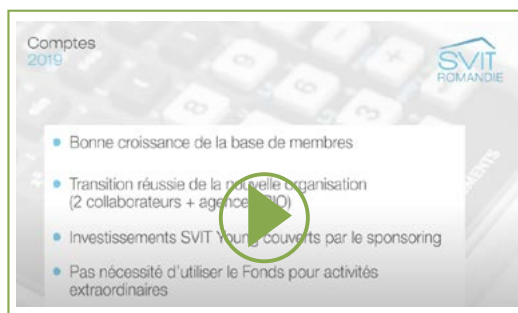 Comptes
2019
SVIT
ROMANDIE
Bonne croissance de la base de membres
Transition réussie de la nouvelle organisation
(2 collaborateurs + agence
Investissements SVIT Young couverts par le sponsoring
Pas nécessité d'utiliser le Fonds pour activités
extraordinaires